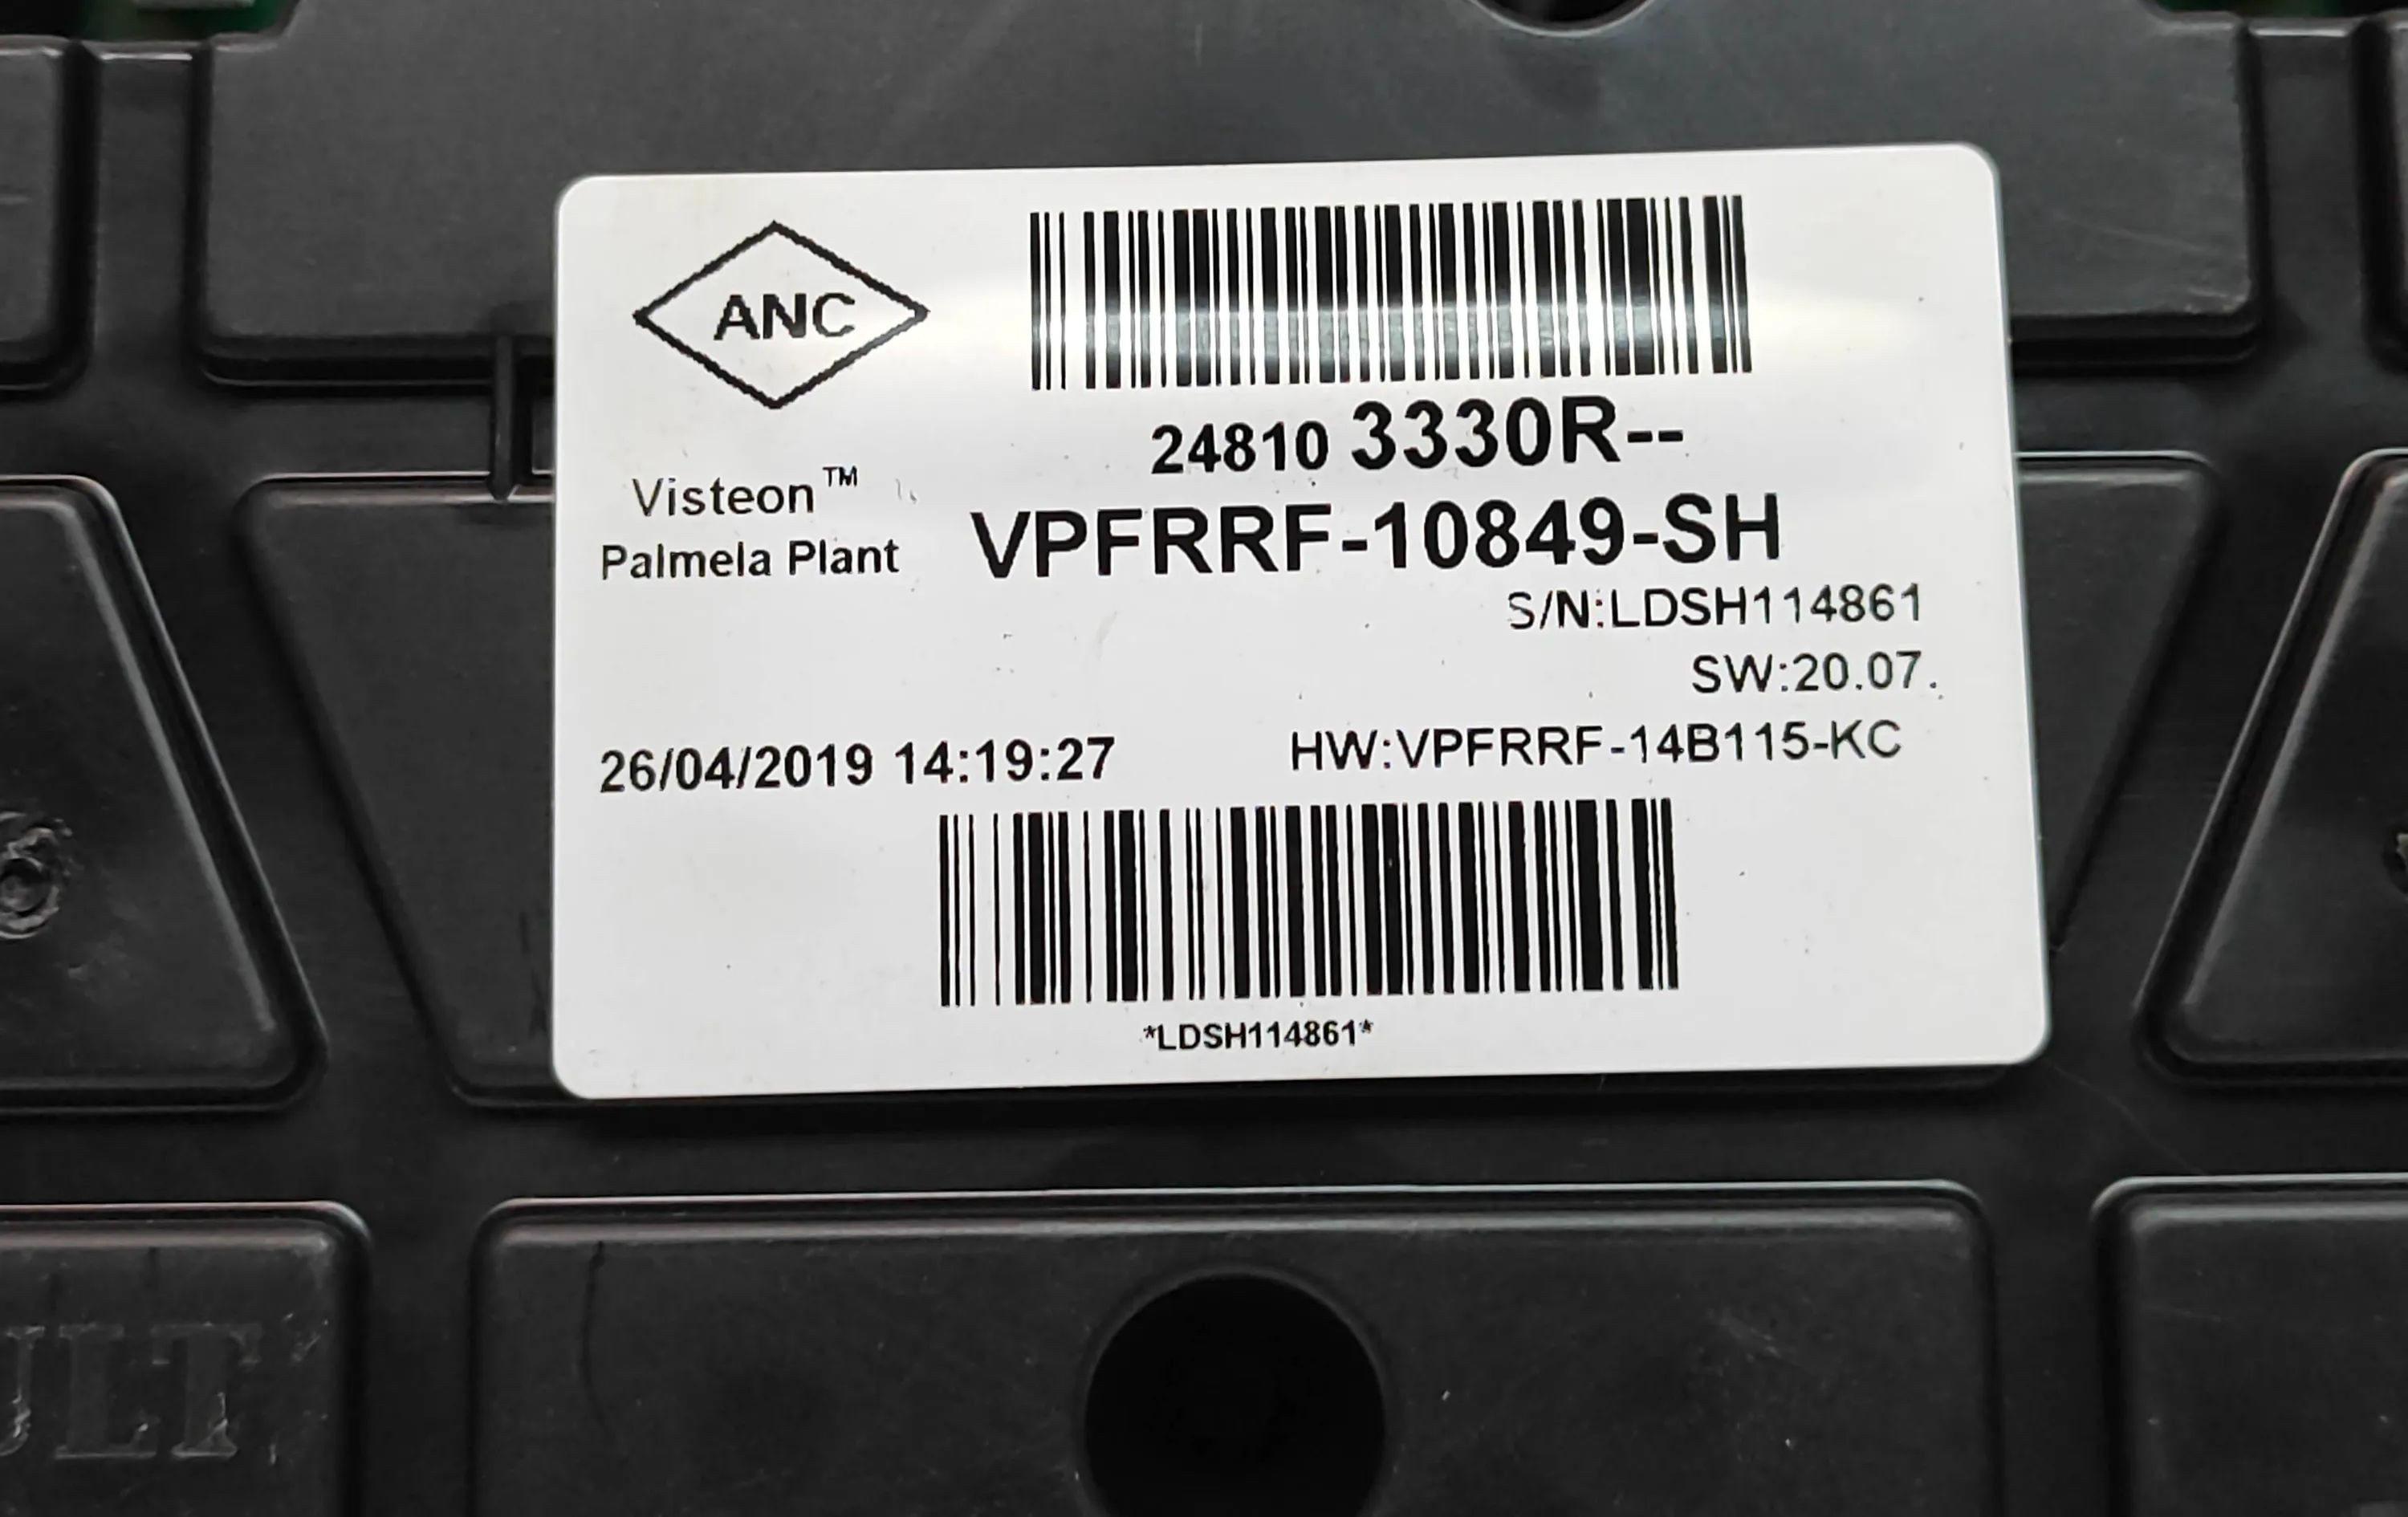 ANC
24810 3330R--
Visteon™
Palmela Plant
VPFRRF-10849-SH
S/N:LDSH114861
SW:20.07.
26/04/2019 14:19:27
HW:VPFRRF-14B115-KC
*LDSH114861*
ULT